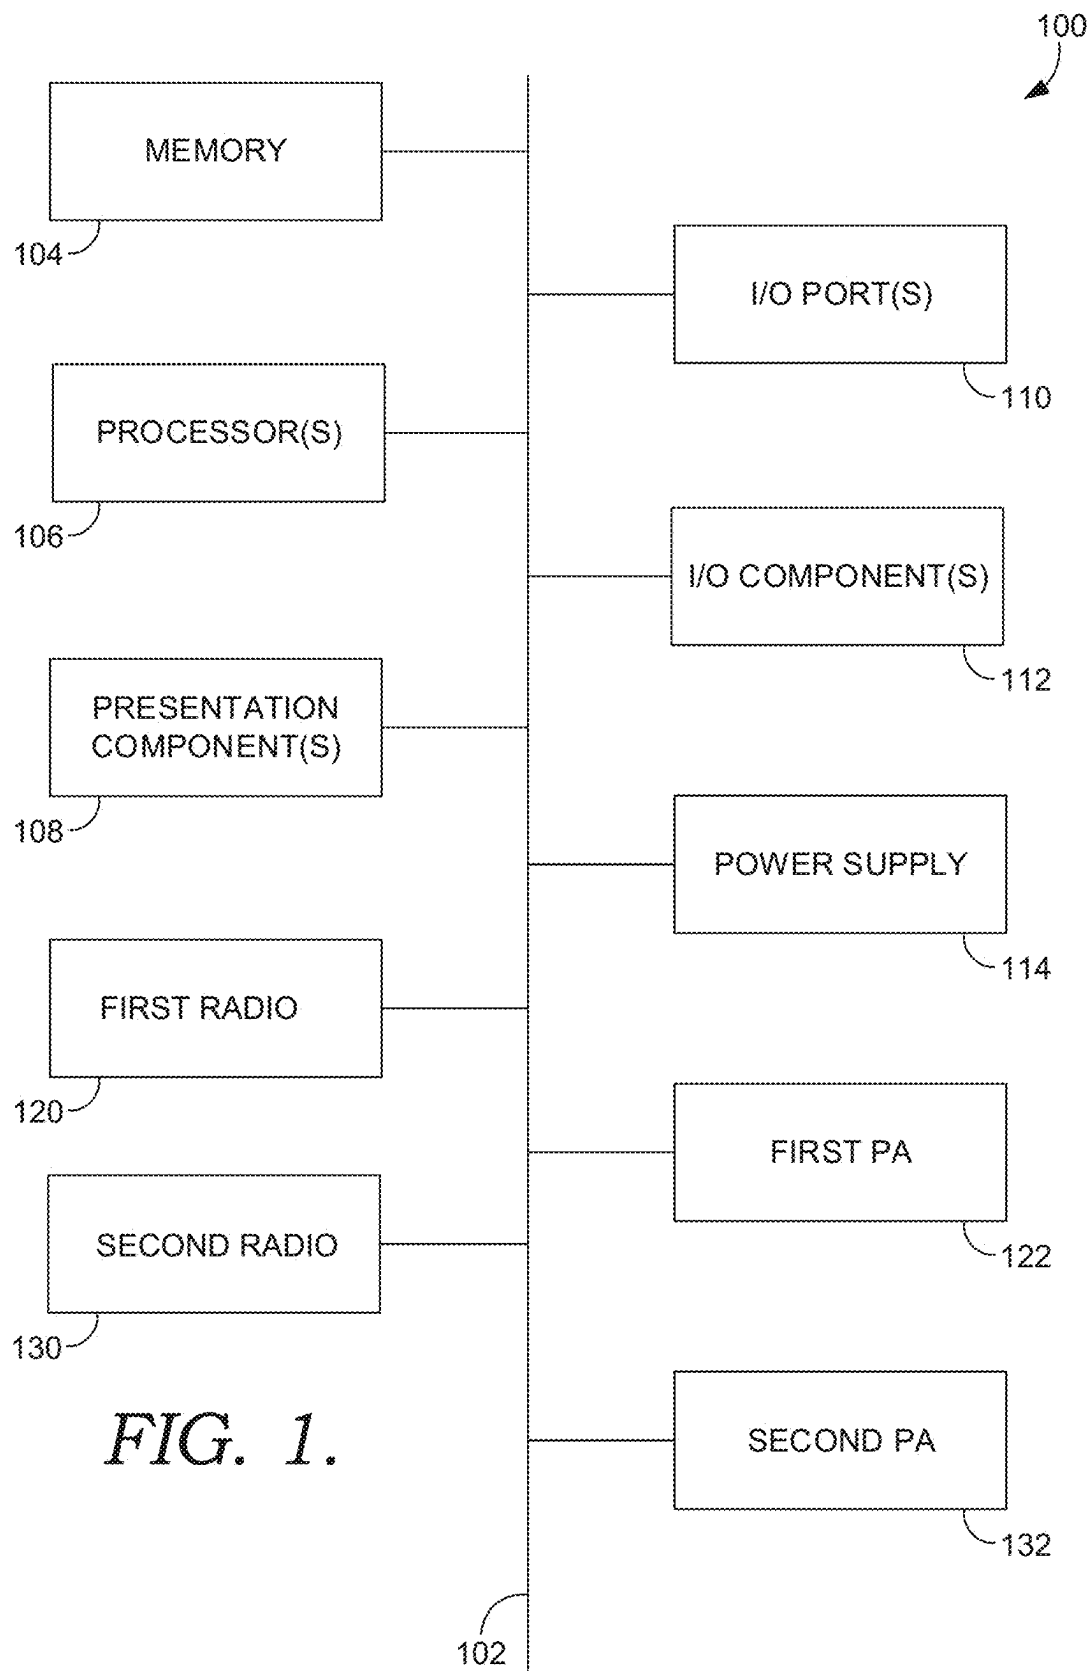 100
MEMORY
104
I/O PORT(S)
110
PROCESSOR(S)
106
I/O COMPONENT(S)
112
PRESENTATION
COMPONENT(S)
108
POWER SUPPLY
114
FIRST RADIO
120
FIRST PA
122
SECOND RADIO
130
SECOND PA
132
FIG. 1.
102